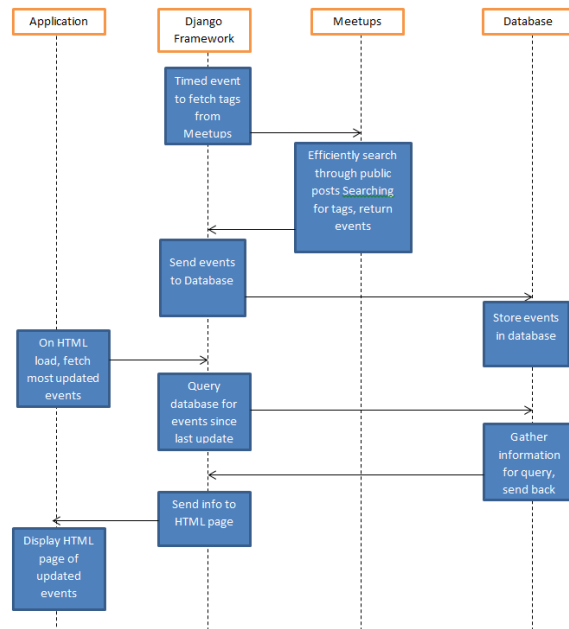 Application
Django
Framework
Meetups
Database
Timed event
to fetch tags
from
Meetups
Efficiently search
through public
posts Searching
for tags, return
events
Send events
to Database
Store events
in database
On HTML
load, fetch
most updated
events
Query
database for
events since
last update
Gather
information
for query,
send back
Send info to
HTML page
Display HTML
page of
updated
events